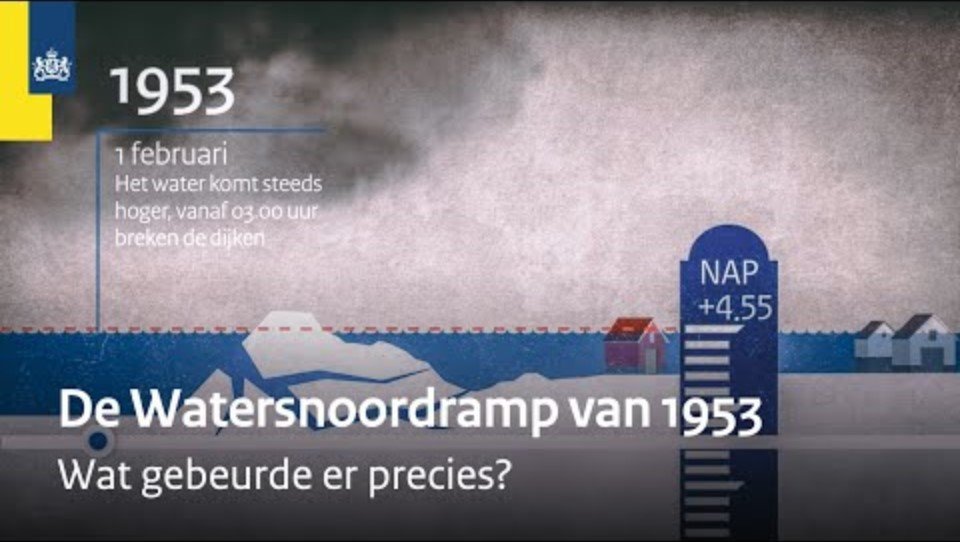 1953
1 februari
Het water komt steeds
hoger, vanaf 03.00 uur
breken de dijken
NAP
+4.55
De Watersnoordramp van 1953
Wat gebeurde er precies?